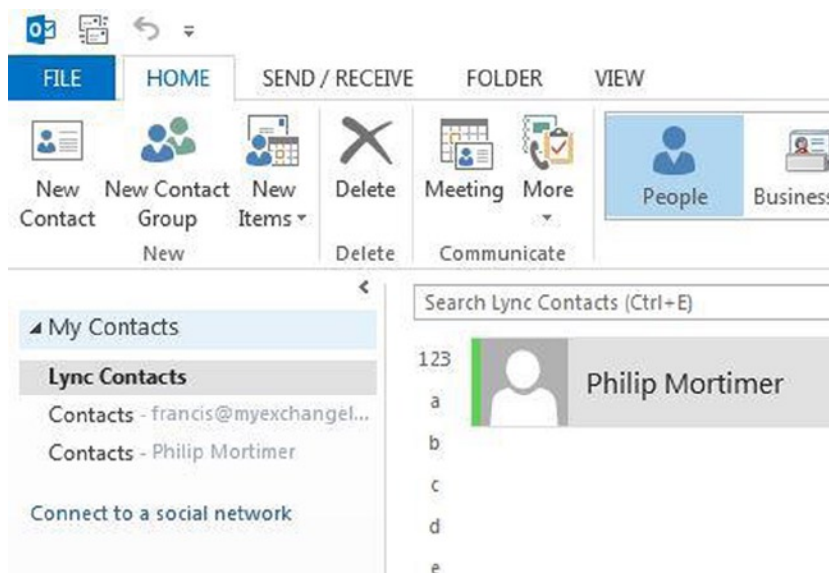 FILE HOME SEND / RECEIVE FOLDER VIEW
New Contact
New Contact Group
New Items
Delete
Meeting
More
People
Business
New Delete Communicate
Search Lync Contacts (Ctrl+E)
My Contacts
Lync Contacts
Contacts - francis@myexchangel...
Contacts - Philip Mortimer
Connect to a social network
123
Philip Mortimer
a
b
c
d
e